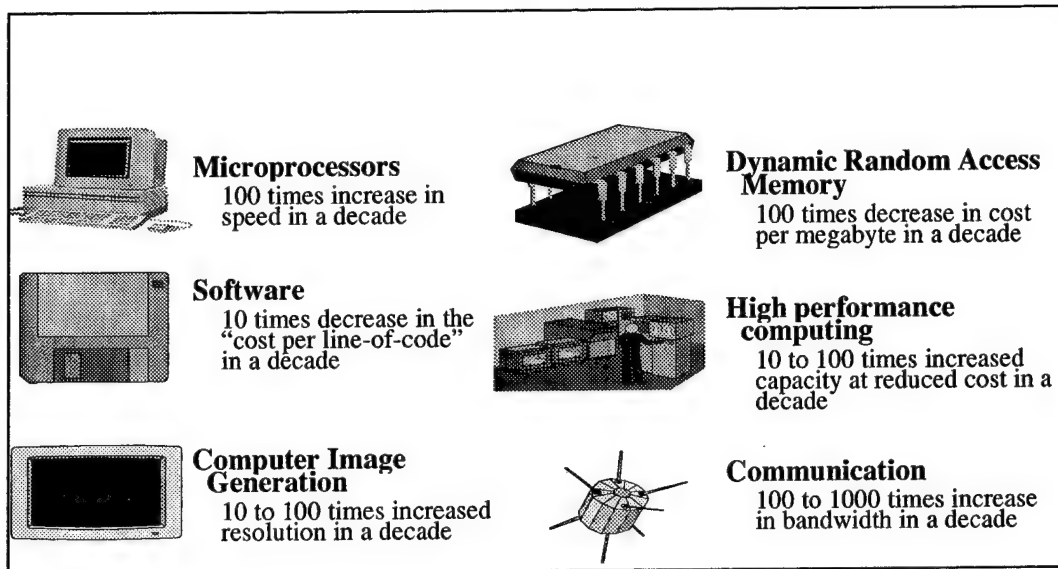 Microprocessors
100 times increase in
speed in a decade
Dynamic Random Access
Memory
100 times decrease in cost
per megabyte in a decade
Software
10 times decrease in the
“cost per line-of-code”
in a decade
High performance
computing
10 to 100 times increased
capacity at reduced cost in a
decade
Computer Image
Generation
10 to 100 times increased
resolution in a decade
Communication
100 to 1000 times increase
in bandwidth in a decade